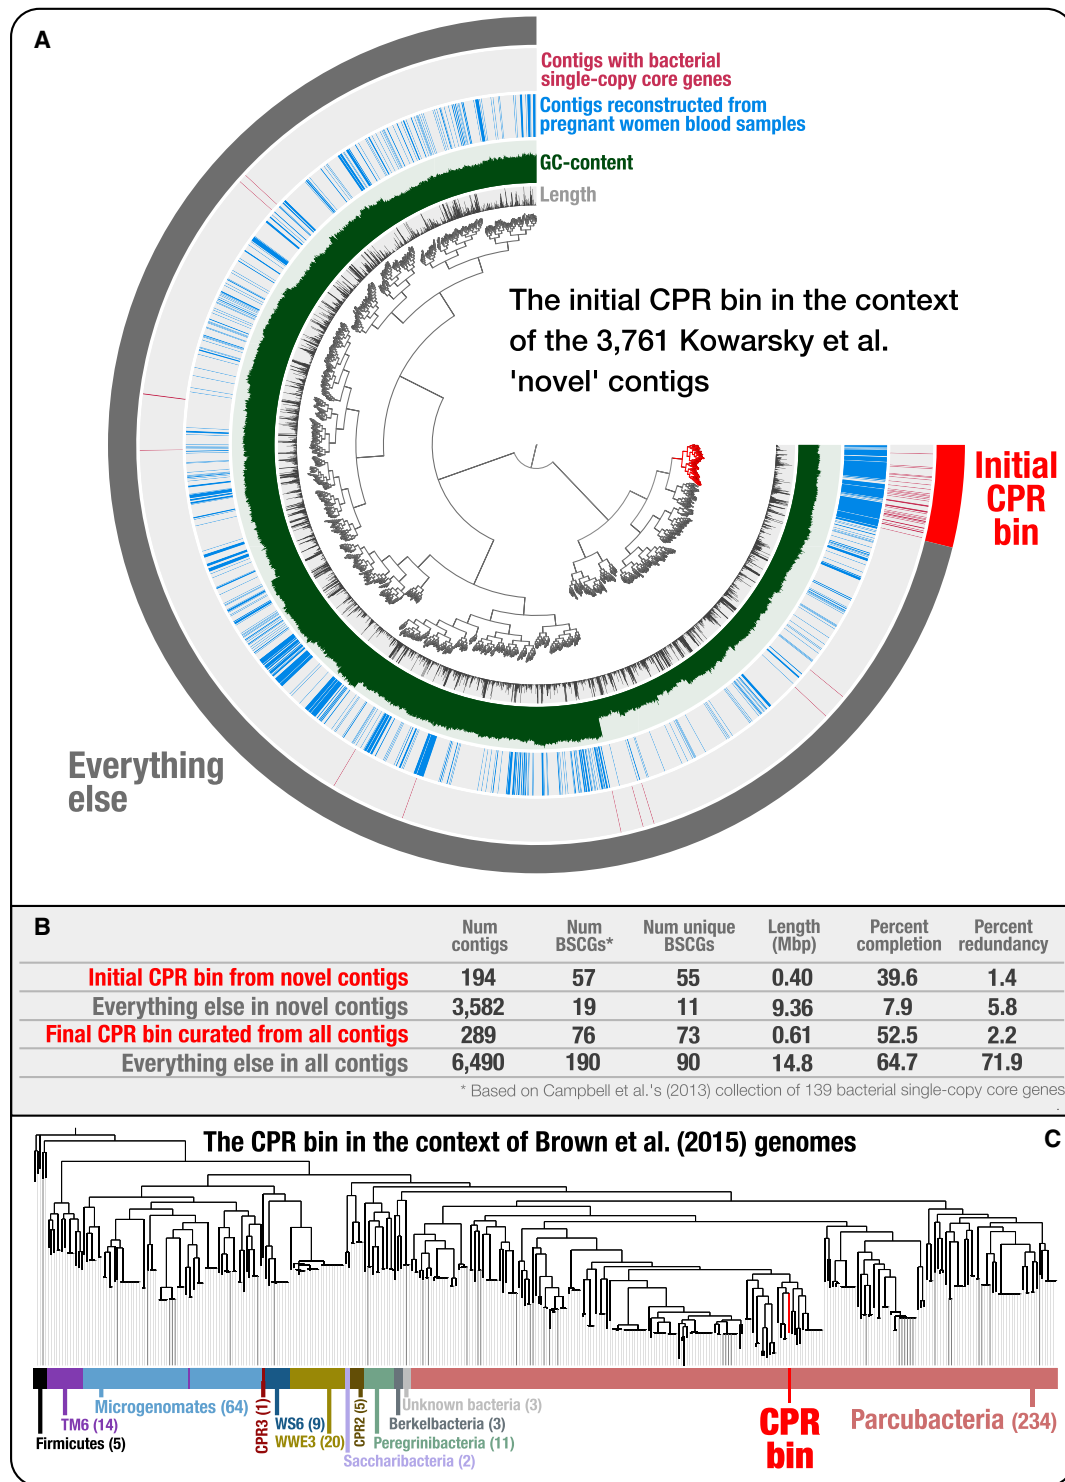 A
Contigs with bacterial
single-copy core genes
Contigs reconstructed from
pregnant women blood samples
GC-content
Length
The initial CPR bin in the context
of the 3,761 Kowarsky et al.
'novel' contigs
Initial
CPR
bin
Everything
else
B
Num contigs Num BSCGs* Num unique BSCGs Length (Mbp) Percent completion Percent redundancy
Initial CPR bin from novel contigs 194 57 55 0.40 39.6 1.4
Everything else in novel contigs 3,582 19 11 9.36 7.9 5.8
Final CPR bin curated from all contigs 289 76 73 0.61 52.5 2.2
Everything else in all contigs 6,490 190 90 14.8 64.7 71.9
* Based on Campbell et al.'s (2013) collection of 139 bacterial single-copy core genes
The CPR bin in the context of Brown et al. (2015) genomes
C
Firmicutes (5)
TM6 (14)
Microgenomates (64)
CPR3 (1)
WS6 (9)
WWE3 (20)
Saccharibacteria (2)
CPR2 (5)
Peregrinibacteria (11)
Berkelbacteria (3)
Unknown bacteria (3)
CPR
bin
Parcubacteria (234)